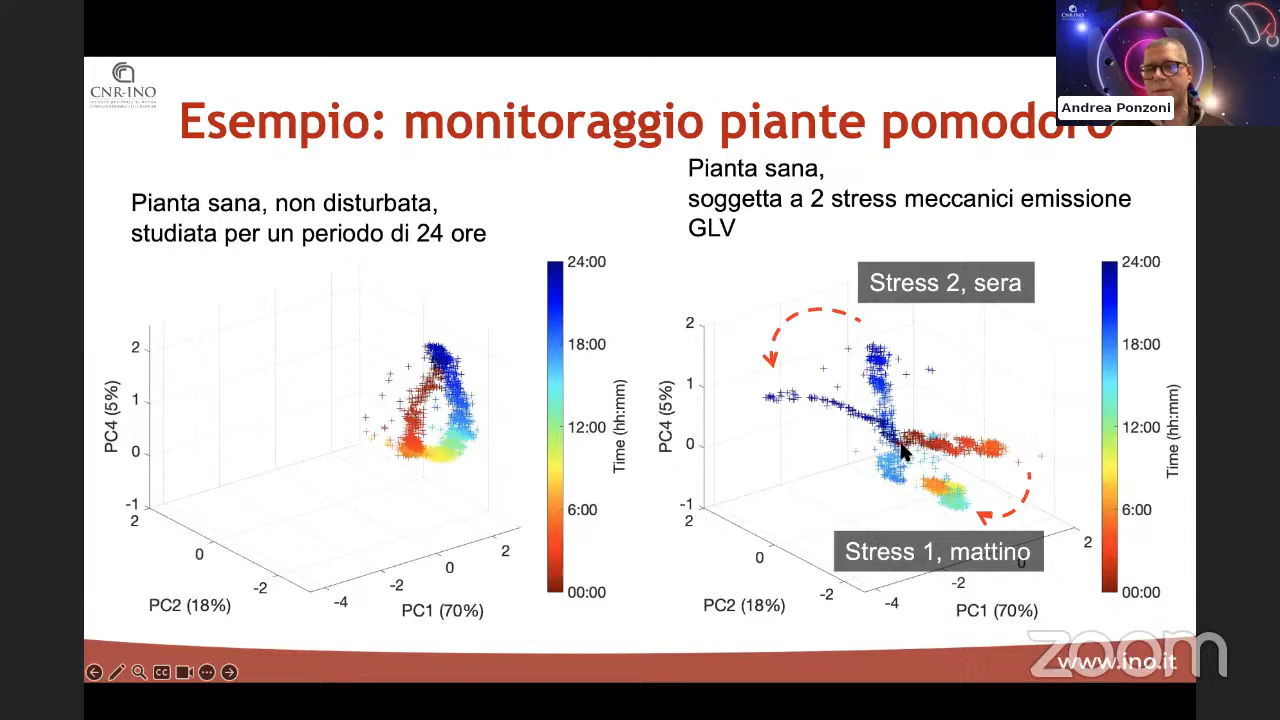 CNR-INO
Andrea Ponzoni
CNR-INO
Esempio: monitoraggio piante pomodoro
Pianta sana, non disturbata,
studiata per un periodo di 24 ore
Pianta sana,
soggetta a 2 stress meccanici emissione
GLV
2
1
0
-1
PC4 (5%)
2
0
-2
PC2 (18%)
-4
-2
0
2
PC1 (70%)
24:00
18:00
12:00
6:00
00:00
Time (hh:mm)
Stress 2, sera
2
1
0
-1
PC4 (5%)
2
0
-2
PC2 (18%)
Stress 1, mattino
-4
-2
0
2
PC1 (70%)
24:00
18:00
12:00
6:00
00:00
Time (hh:mm)
CC
zoom
www.ino.it